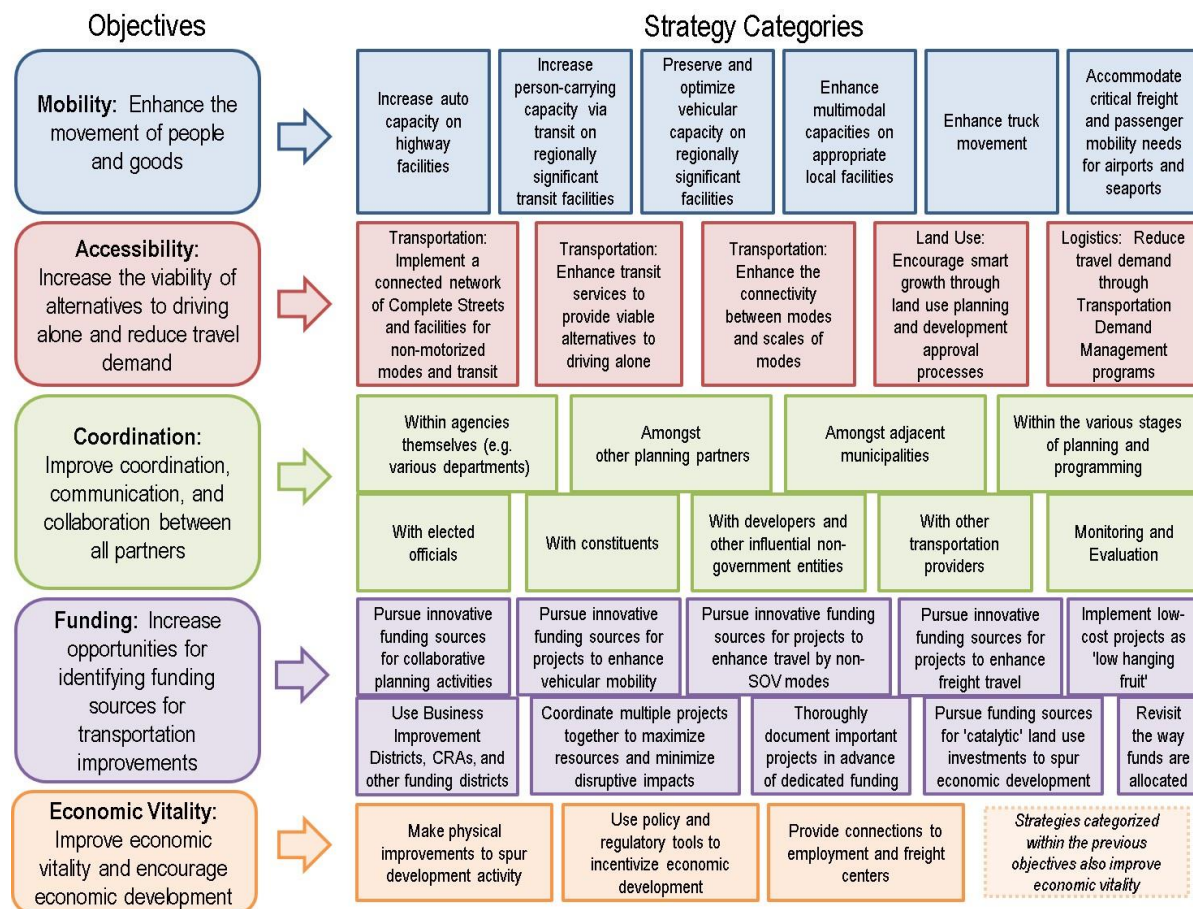 Objectives
Strategy Categories
Mobility: Enhance the
movement of people
and goods
Increase auto
capacity on
highway facilities
Increase
person-carrying
capacity via
transit on
regionally
significant
transit facilities
Preserve and
optimize
vehicular
capacity on
regionally
significant
facilities
Enhance
multimodal
capacities on
appropriate
local facilities
Enhance truck
movement
Accommodate
critical freight
and passenger
mobility needs
for airports and
seaports
Accessibility:
Increase the viability of
alternatives to driving
alone and reduce travel
demand
Transportation:
Implement a
connected network
of Complete Streets
and facilities for
non-motorized
modes and transit
Transportation:
Enhance transit
services to
provide viable
alternatives to
driving alone
Transportation:
Enhance the
connectivity
between modes
and scales of
modes
Land Use:
Encourage smart
growth through
land use planning
and development
approval
processes
Logistics: Reduce
travel demand
through
Transportation
Demand
Management
programs
Coordination:
Improve coordination,
communication, and
collaboration between
all partners
Within agencies
themselves (e.g.
various departments)
Amongst
other planning partners
Amongst adjacent
municipalities
Within the various stages
of planning and
programming
With elected
officials
With constituents
With developers and
other influential non-
government entities
With other
transportation
providers
Monitoring and
Evaluation
Funding: Increase
opportunities for
identifying funding
sources for
transportation
improvements
Pursue innovative
funding sources
for collaborative
planning activities
Pursue innovative
funding sources for
projects to enhance
vehicular mobility
Pursue innovative funding
sources for projects to
enhance travel by non-
SOV modes
Pursue innovative
funding sources for
projects to enhance
freight travel
Implement low-
cost projects as
'low hanging
fruit'
Use Business
Improvement
Districts, CRAs, and
other funding districts
Coordinate multiple projects
together to maximize
resources and minimize
disruptive impacts
Thoroughly
document important
projects in advance
of dedicated funding
Pursue funding sources
for 'catalytic' land use
investments to spur
economic development
Revisit
the way
funds are
allocated
Economic Vitality:
Improve economic
vitality and encourage
economic development
Make physical
improvements to spur
development activity
Use policy and
regulatory tools to
incentivize economic
development
Provide connections to
employment and freight
centers
Strategies categorized
within the previous
objectives also improve
economic vitality